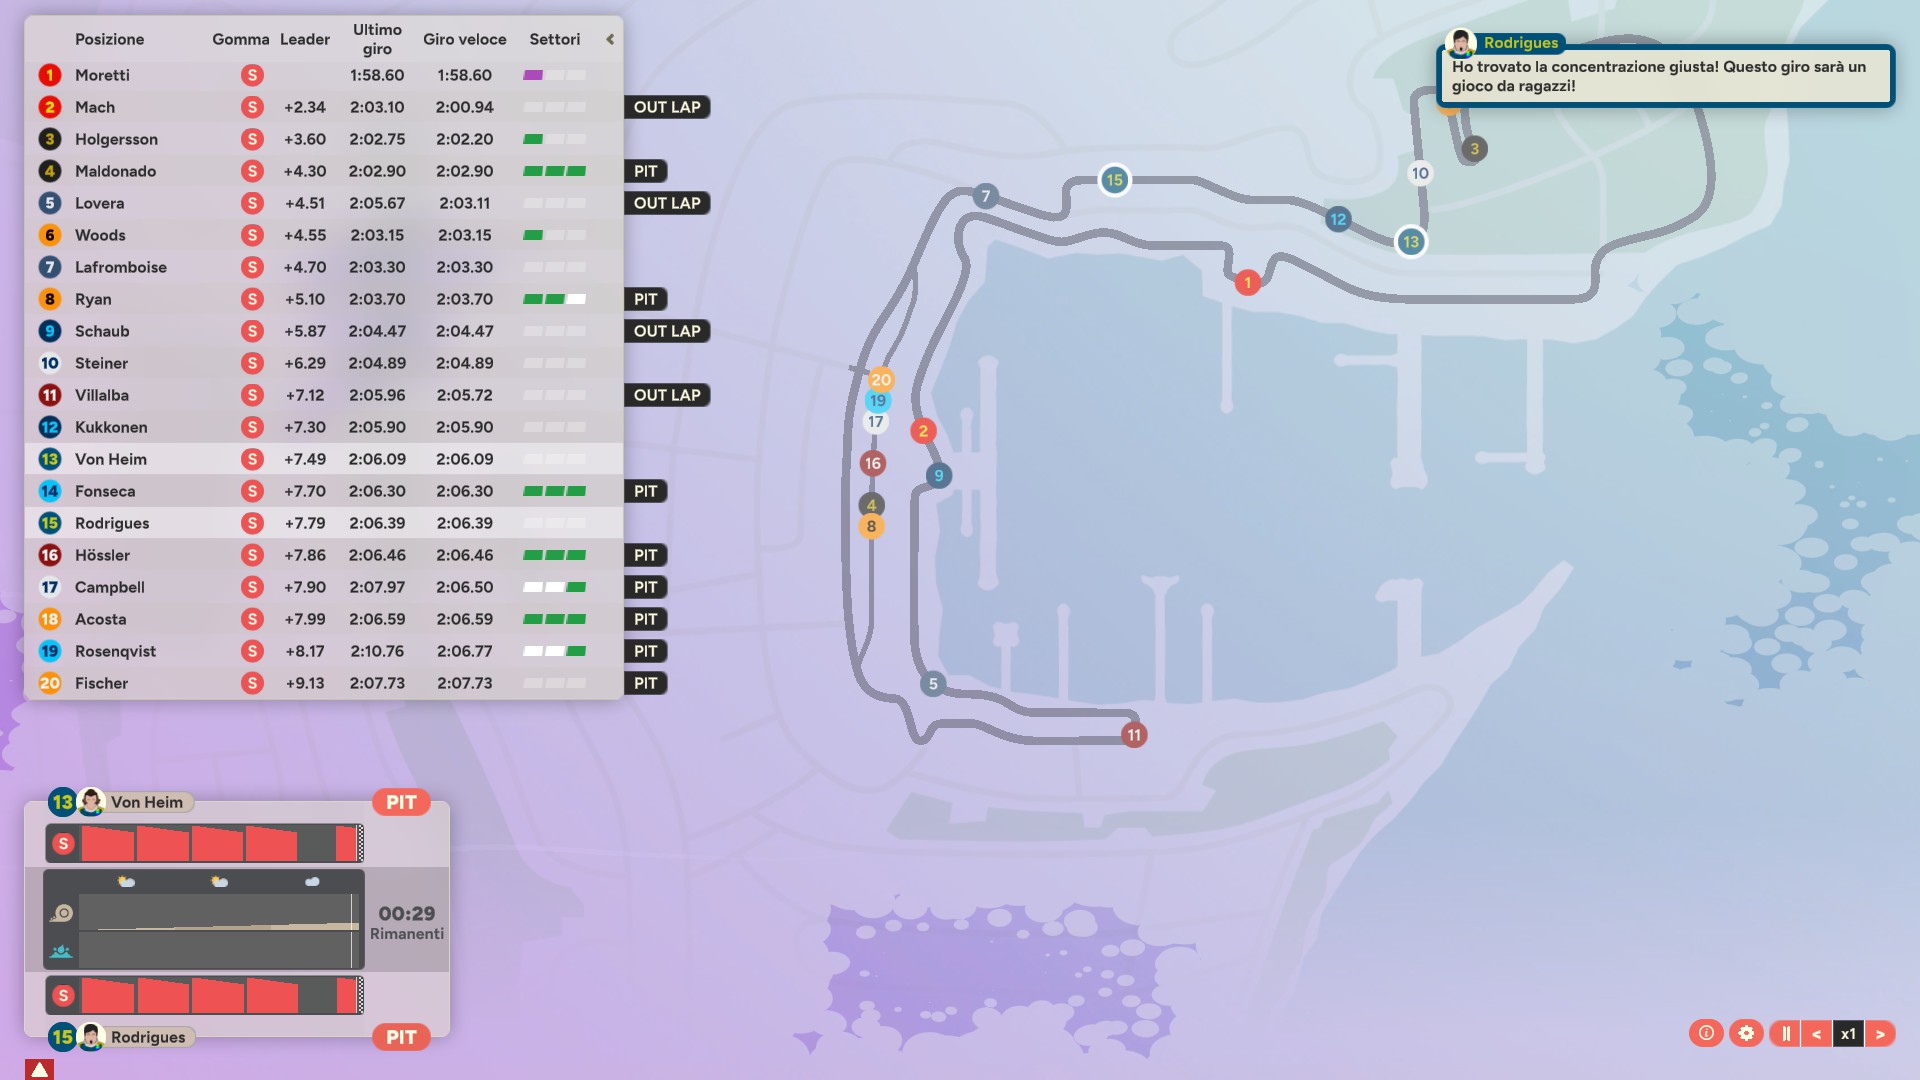 Posizione Gomma Leader Ultimo giro Giro veloce Settori
1 Moretti S 1:58.60 1:58.60
2 Mach S +2.34 2:03.10 2:00.94 OUT LAP
3 Holgersson S +3.60 2:02.75 2:02.20
4 Maldonado S +4.30 2:02.90 2:02.90 PIT
5 Lovera S +4.51 2:05.67 2:03.11 OUT LAP
6 Woods S +4.55 2:03.15 2:03.15
7 Lafromboise S +4.70 2:03.30 2:03.30
8 Ryan S +5.10 2:03.70 2:03.70 PIT
9 Schaub S +5.87 2:04.47 2:04.47 OUT LAP
10 Steiner S +6.29 2:04.89 2:04.89
11 Villalba S +7.12 2:05.96 2:05.72 OUT LAP
12 Kukkonen S +7.30 2:05.90 2:05.90
13 Von Heim S +7.49 2:06.09 2:06.09
14 Fonseca S +7.70 2:06.30 2:06.30 PIT
15 Rodrigues S +7.79 2:06.39 2:06.39
16 Hössler S +7.86 2:06.46 2:06.46 PIT
17 Campbell S +7.90 2:07.97 2:06.50 PIT
18 Acosta S +7.99 2:06.59 2:06.59 PIT
19 Rosenqvist S +8.17 2:10.76 2:06.77 PIT
20 Fischer S +9.13 2:07.73 2:07.73 PIT
Rodrigues
Ho trovato la concentrazione giusta! Questo giro sarà un
gioco da ragazzi!
3
10
15
7
12
13
1
20
19
17
2
16
9
4
8
5
11
13 Von Heim PIT
S
00:29
Rimanenti
S
15 Rodrigues PIT
< x1 >